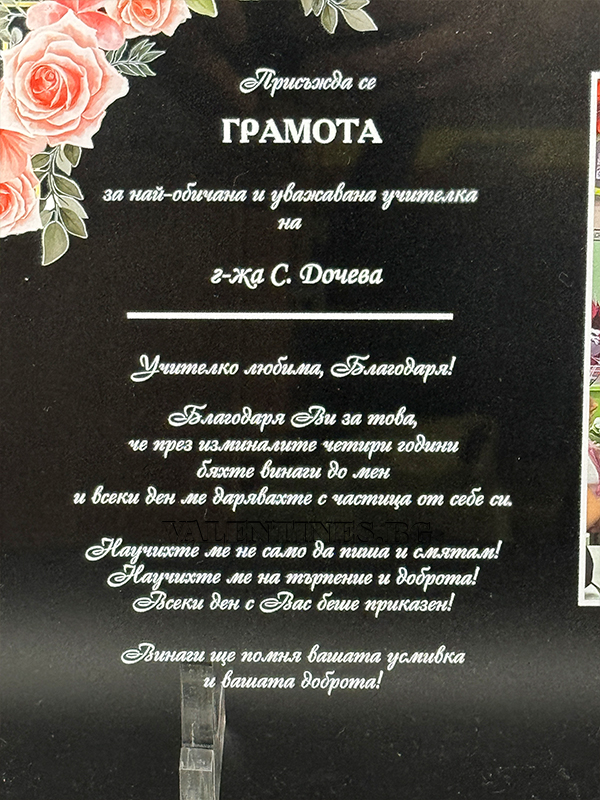 Присъжда се
ГРАМОТА
за най-обичана и уважавана учителка
на
г-жа С. Дочева
Учителко любима, Благодаря!
Благодаря Ви за това,
че през изминалите четири години
бяхте винаги до мен
и всеки ден ме дарявахте с частица от себе си.
VALENTINES.BG
Научихте ме не само да пиша и смятам!
Научихте ме на търпение и доброта!
Всеки ден с Вас беше приказен!
Винаги ще помня вашата усмивка
и вашата доброта!